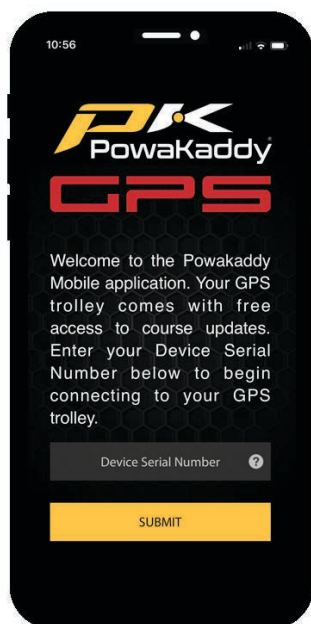 10:56
PK
PowaKaddy
GPS
Welcome to the Powakaddy
Mobile application. Your GPS
trolley comes with free
access to course updates.
Enter your Device Serial
Number below to begin
connecting to your GPS
trolley.
Device Serial Number ?
SUBMIT